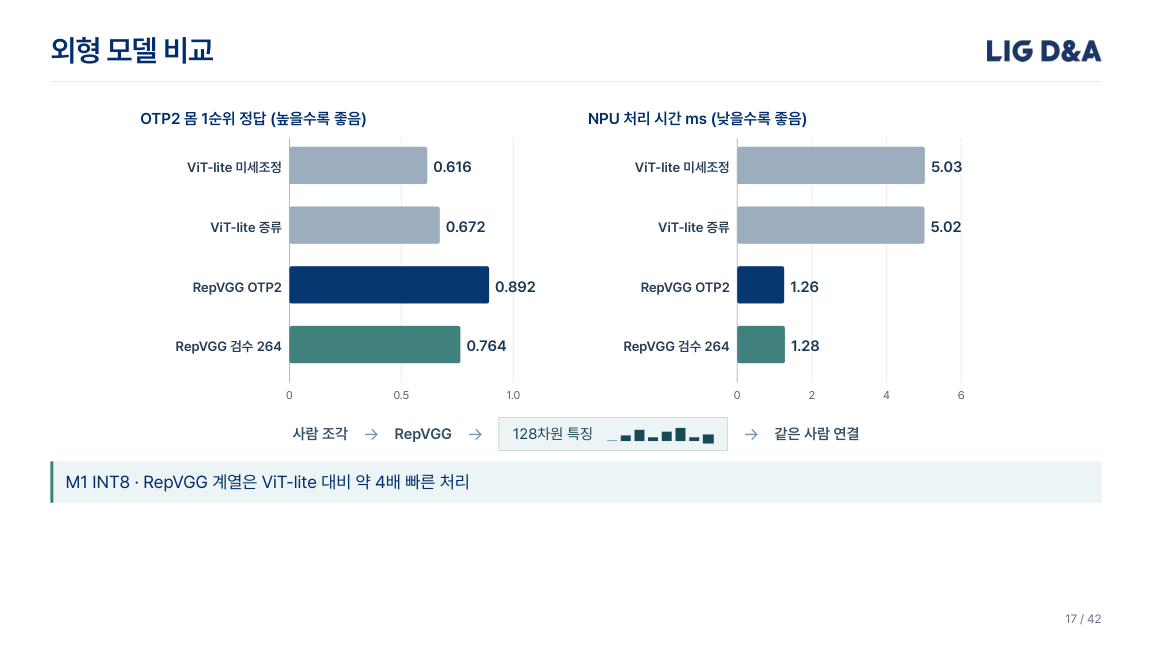 외형 모델 비교
LIG D&A
OTP2 몸 1순위 정답 (높을수록 좋음)
ViT-lite 미세조정 0.616
ViT-lite 증류 0.672
RepVGG OTP2 0.892
RepVGG 검수 264 0.764
0 0.5 1.0
NPU 처리 시간 ms (낮을수록 좋음)
ViT-lite 미세조정 5.03
ViT-lite 증류 5.02
RepVGG OTP2 1.26
RepVGG 검수 264 1.28
0 2 4 6
사람 조각 → RepVGG → 128차원 특징 → 같은 사람 연결
M1 INT8 · RepVGG 계열은 ViT-lite 대비 약 4배 빠른 처리
17 / 42